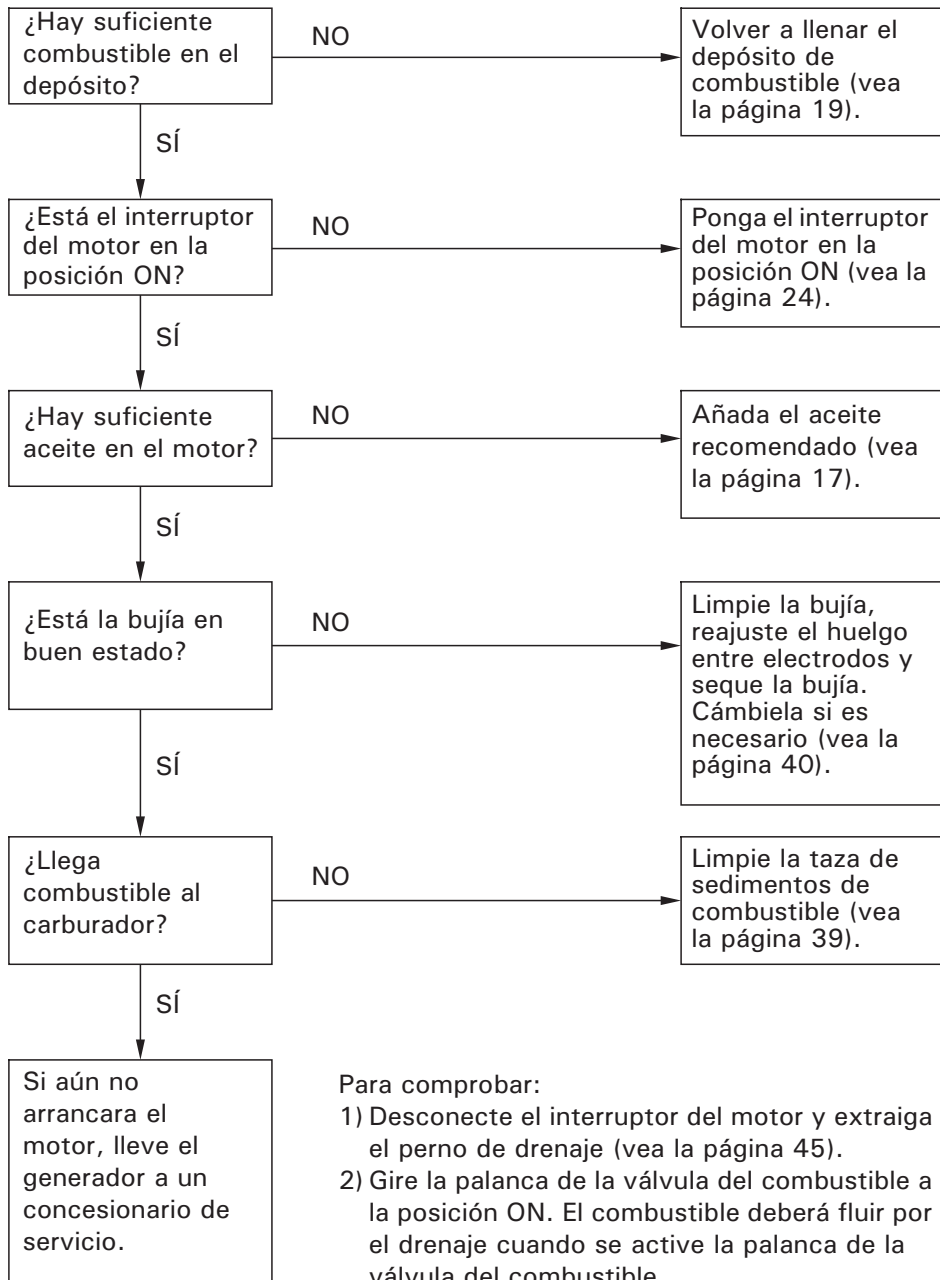 ¿Hay suficiente
combustible en el
depósito?
NO
Volver a llenar el
depósito de
combustible (vea
la página 19).
SÍ
¿Está el interruptor
del motor en la
posición ON?
NO
Ponga el interruptor
del motor en la
posición ON (vea la
página 24).
SÍ
¿Hay suficiente
aceite en el motor?
NO
Añada el aceite
recomendado (vea
la página 17).
SÍ
¿Está la bujía en
buen estado?
NO
Limpie la bujía,
reajuste el huelgo
entre electrodos y
seque la bujía.
Cámbiela si es
necesario (vea la
página 40).
SÍ
¿Llega
combustible al
carburador?
NO
Limpie la taza de
sedimentos de
combustible (vea
la página 39).
SÍ
Si aún no
arrancara el
motor, lleve el
generador a un
concesionario de
servicio.
Para comprobar:
1) Desconecte el interruptor del motor y extraiga
el perno de drenaje (vea la página 45).
2) Gire la palanca de la válvula del combustible a
la posición ON. El combustible deberá fluir por
el drenaje cuando se active la palanca de la
válvula del combustible